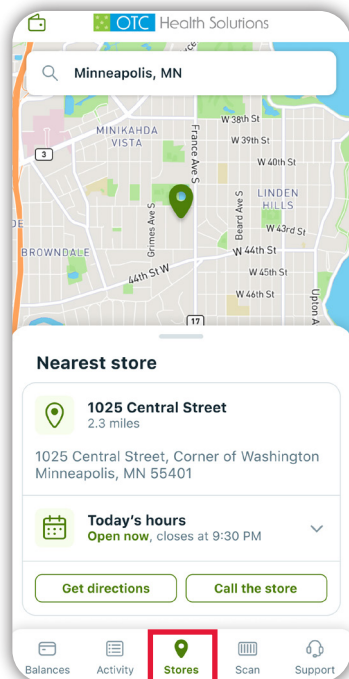 OTC Health Solutions
Minneapolis, MN
W 38th St
MINIKAHDA
VISTA
France Ave S
W 39th St
3
W 40th St
Grimes Ave S
Beard Ave S
LINDEN
HILLS
W 43rd St
BROWNDALE
W 44th St
44th St W
W 45th St
W 46th St
Upton A
17
Nearest store
1025 Central Street
2.3 miles
1025 Central Street, Corner of Washington
Minneapolis, MN 55401
Today's hours
Open now, closes at 9:30 PM
Get directions
Call the store
Balances
Activity
Stores
Scan
Support